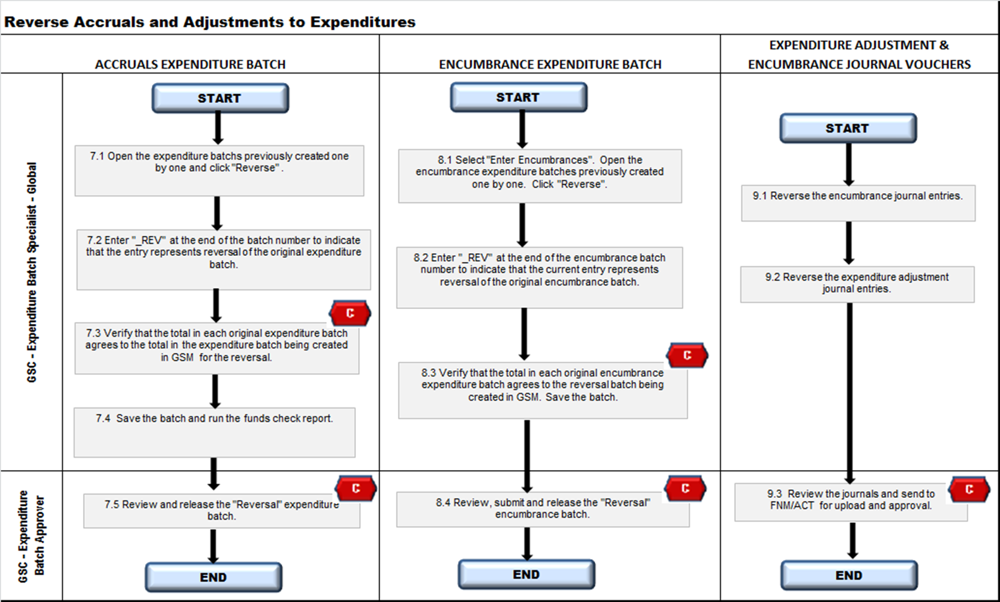 Reverse Accruals and Adjustments to Expenditures
ACCRUALS EXPENDITURE BATCH
ENCUMBRANCE EXPENDITURE BATCH
EXPENDITURE ADJUSTMENT &
ENCUMBRANCE JOURNAL VOUCHERS
GSC - Expenditure Batch Specialist - Global
START
7.1 Open the expenditure batchs previously created one
by one and click "Reverse" .
7.2 Enter "_REV" at the end of the batch number to indicate
that the entry represents reversal of the original expenditure
batch.
C
7.3 Verify that the total in each original expenditure batch
agrees to the total in the expenditure batch being created
in GSM for the reversal.
7.4 Save the batch and run the funds check report.
START
8.1 Select "Enter Encumbrances". Open the
encumbrance expenditure batches previously created
one by one. Click "Reverse".
8.2 Enter "_REV" at the end of the encumbrance batch
number to indicate that the current entry represents
reversal of the original encumbrance batch.
C
8.3 Verify that the total in each original encumbrance
expenditure batch agrees to the reversal batch being
created in GSM. Save the batch.
START
9.1 Reverse the encumbrance journal entries.
9.2 Reverse the expenditure adjustment
journal entries.
GSC - Expenditure
Batch Approver
C
7.5 Review and release the "Reversal" expenditure
batch.
END
C
8.4 Review, submit and release the "Reversal"
encumbrance batch.
END
C
9.3 Review the journals and send to
FNM/ACT for upload and approval.
END